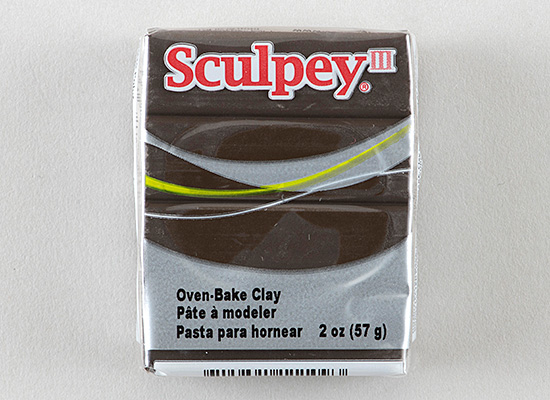 Sculpey III ®
Oven-Bake Clay
Pâte à modeler
Pasta para hornear 2 oz (57 g)